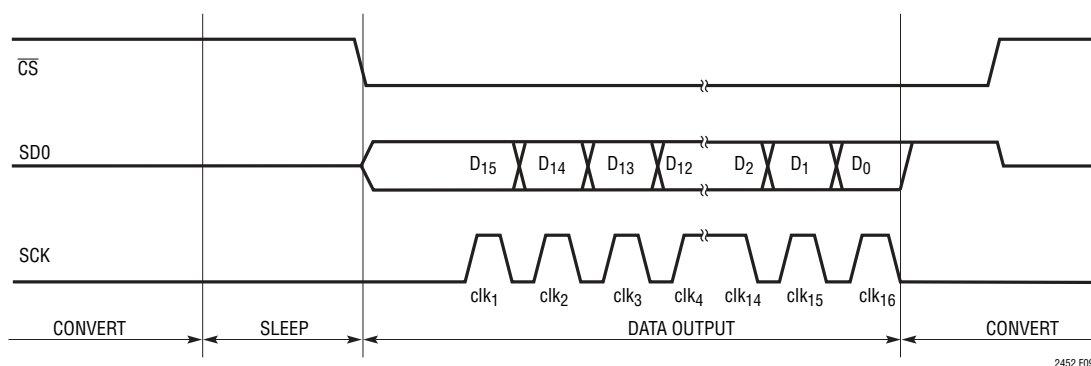 C̅S̅
SD0
D15 D14 D13 D12 D2 D1 D0
SCK
clk1 clk2 clk3 clk4 clk14 clk15 clk16
CONVERT SLEEP DATA OUTPUT CONVERT
2452 F09